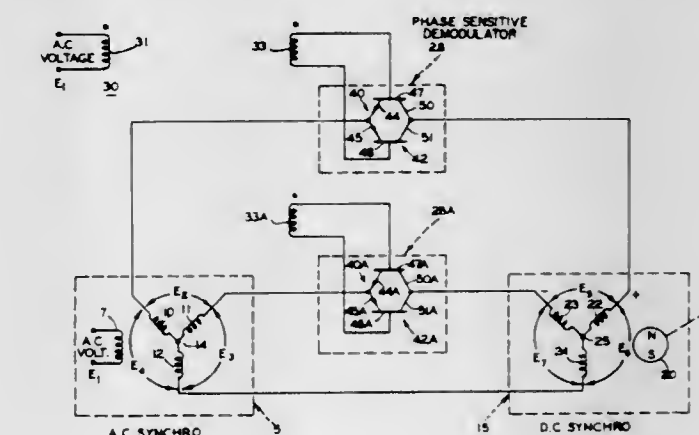 PHASE SENSITIVE
DEMODULATOR
28
A.C.
VOLTAGE
E1
31
30
33
40
47
50
44
45
51
48
42
33A
28A
40A
47A
50A
44A
45A
51A
48A
42A
E2
7
10
11
14
12
A.C.
VOLT.
E1
E4
E3
5
A.C. SYNCHRO
-
+
E5
23
22
25
24
E7
E6
N
S
20
15
D.C. SYNCHRO